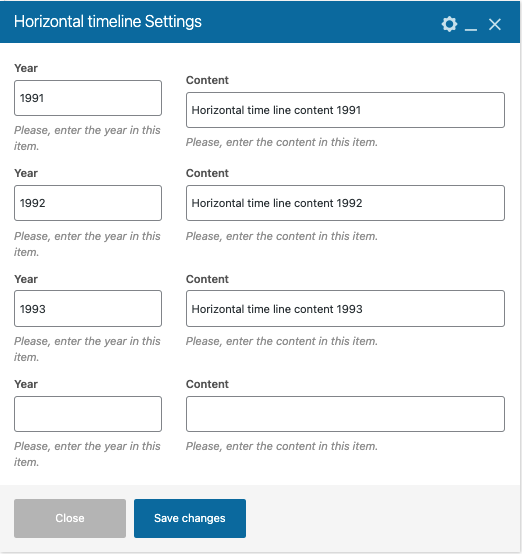 Horizontal timeline Settings
Year
Content
1991
Horizontal time line content 1991
Please, enter the year in this
item.
Please, enter the content in this item.
Year
Content
1992
Horizontal time line content 1992
Please, enter the year in this
item.
Please, enter the content in this item.
Year
Content
1993
Horizontal time line content 1993
Please, enter the year in this
item.
Please, enter the content in this item.
Year
Content
Please, enter the year in this
item.
Please, enter the content in this item.
Close
Save changes